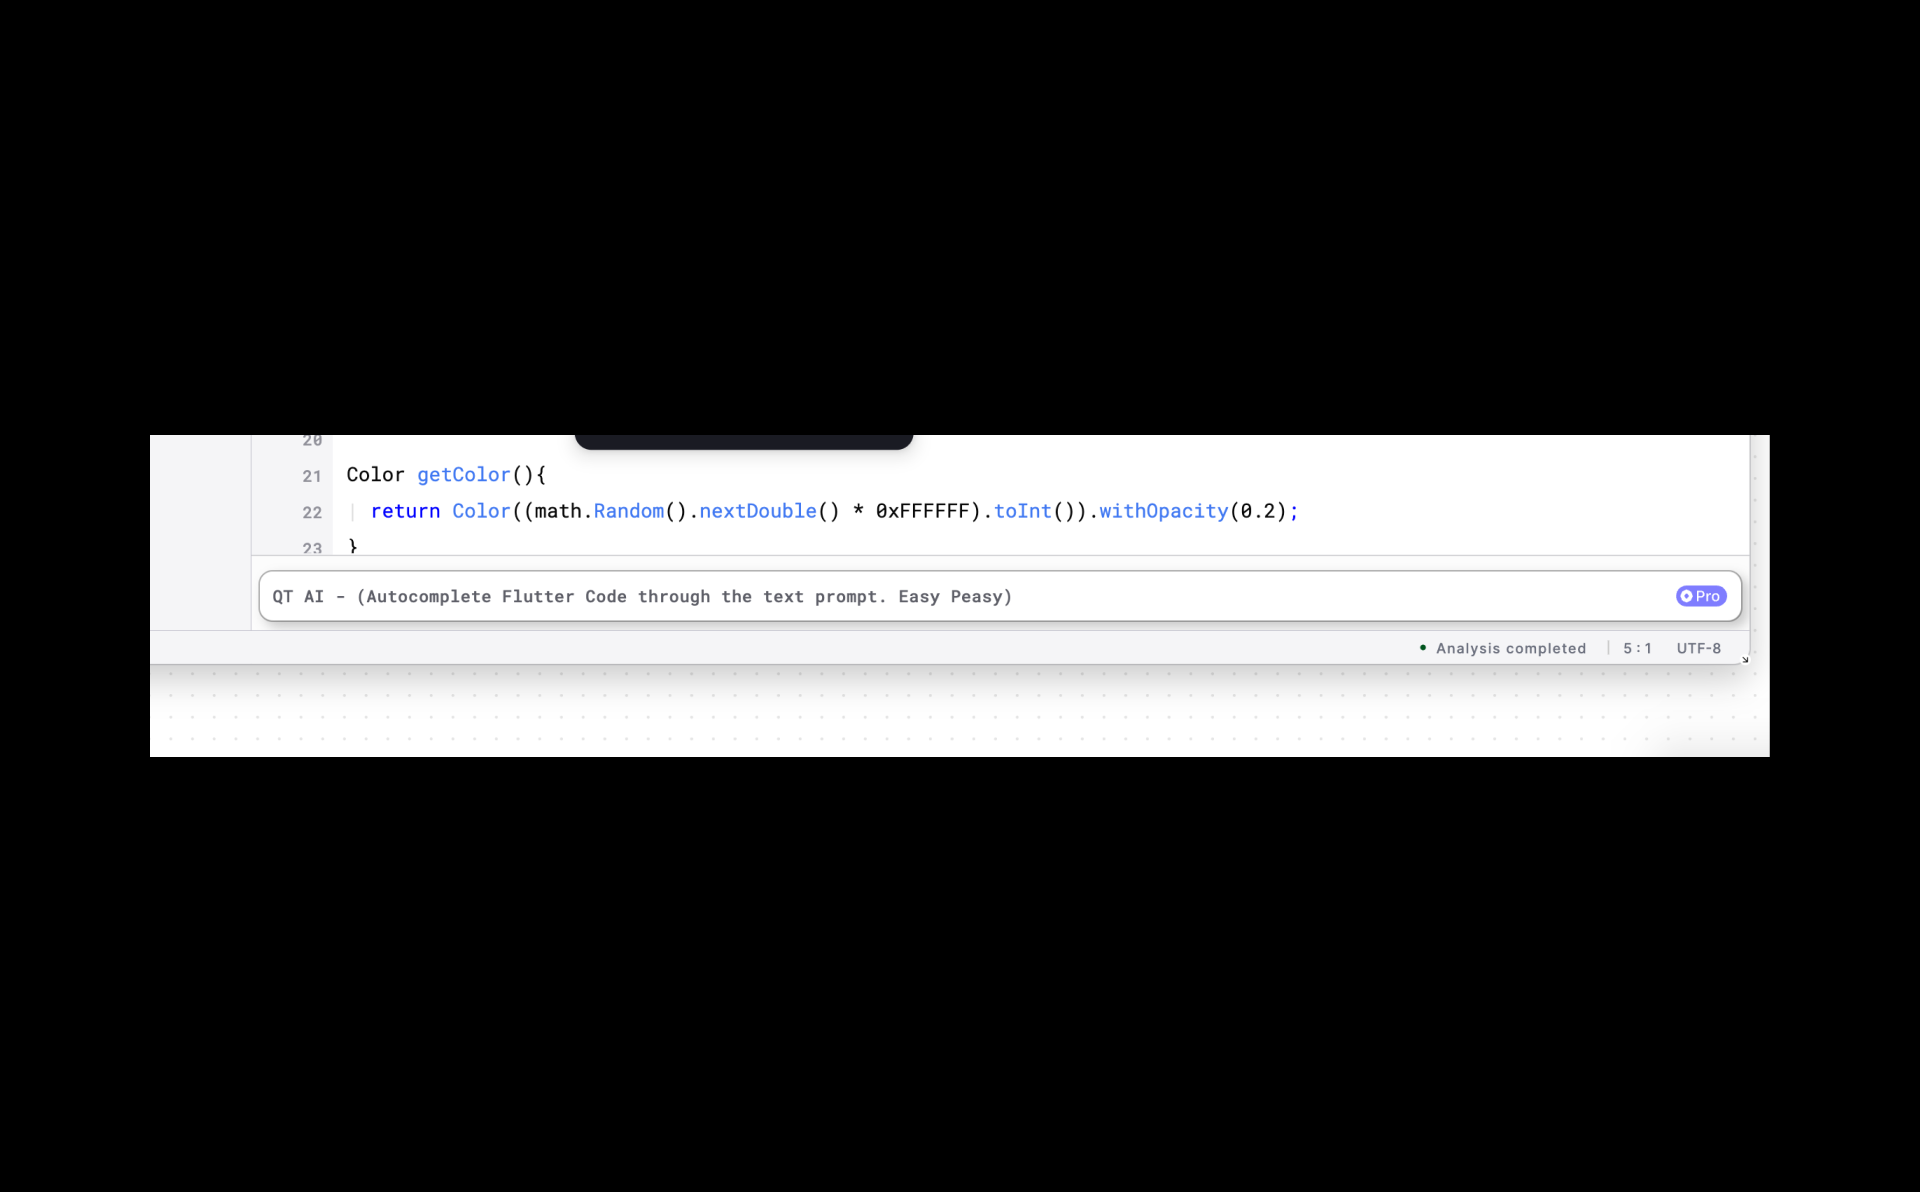 20
21 Color getColor(){
22 return Color((math.Random().nextDouble() * 0xFFFFFF).toInt()).withOpacity(0.2);
23 }
QT AI - (Autocomplete Flutter Code through the text prompt. Easy Peasy) Pro
Analysis completed 5:1 UTF-8